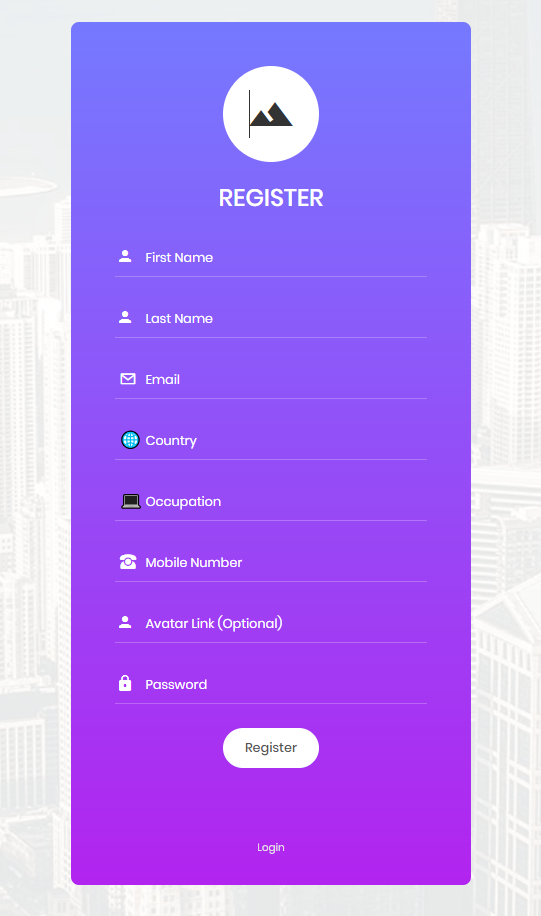 REGISTER
First Name
Last Name
Email
Country
Occupation
Mobile Number
Avatar Link (Optional)
Password
Register
Login